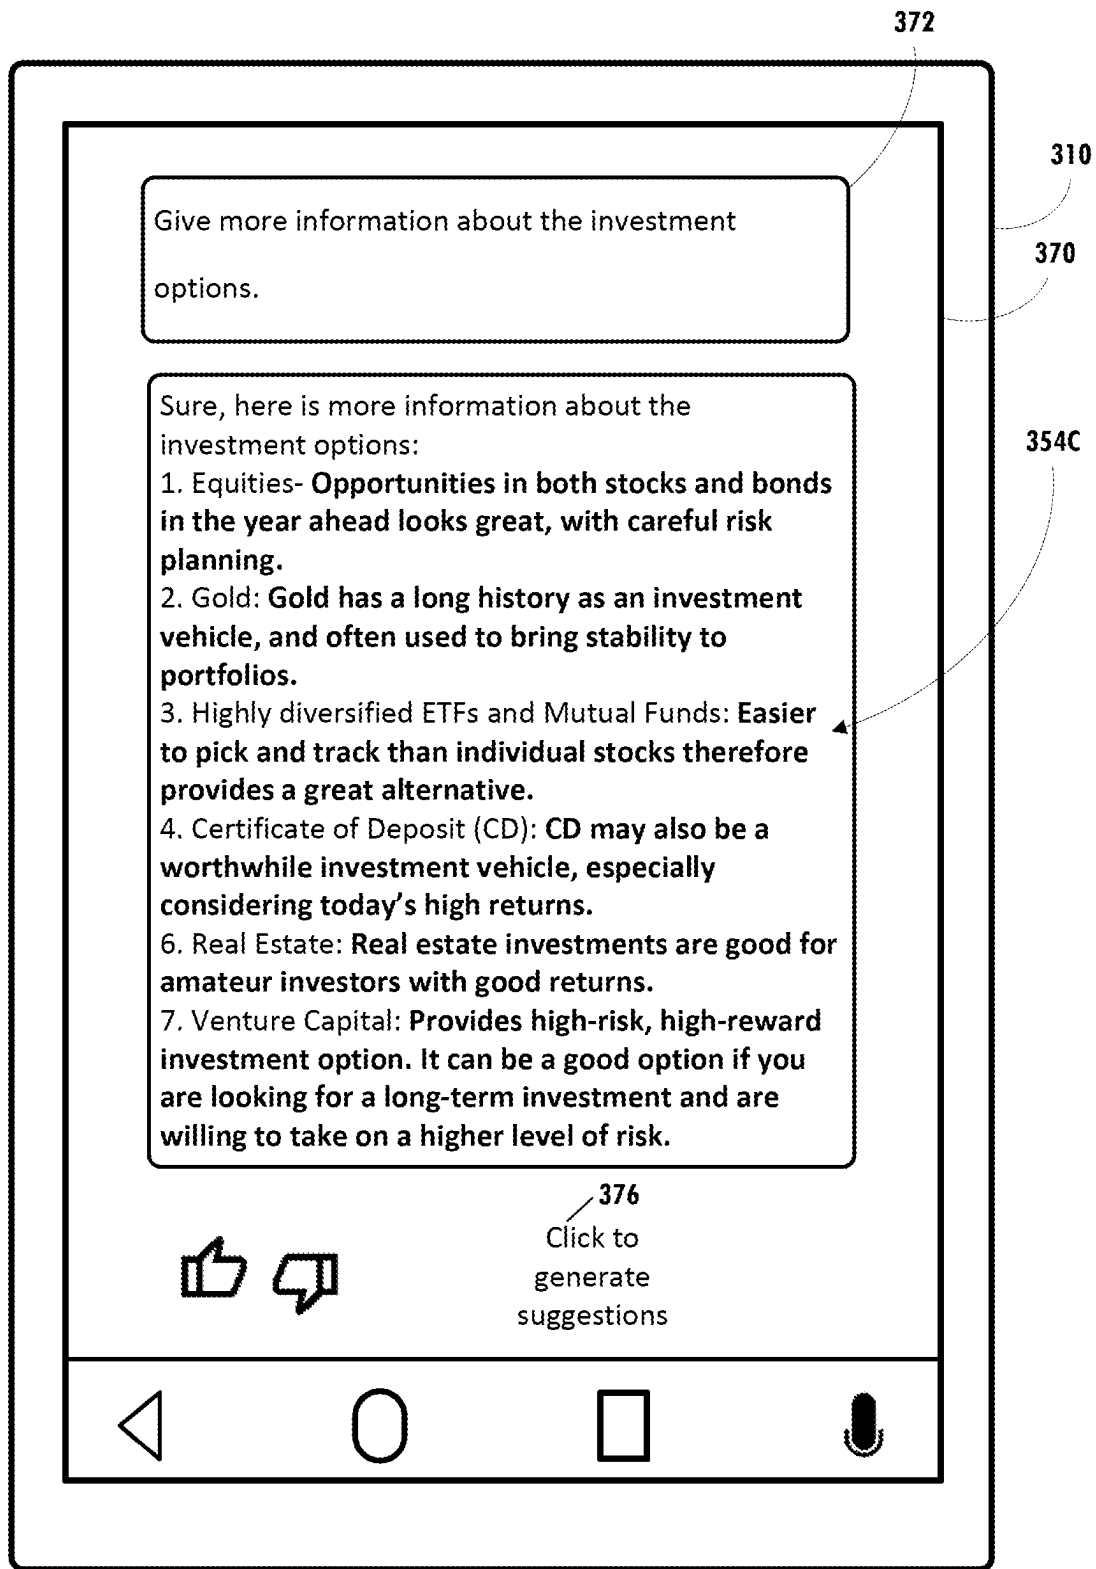 372
310
370
Give more information about the investment
options.
Sure, here is more information about the
investment options:
354C
1. Equities- Opportunities in both stocks and bonds
in the year ahead looks great, with careful risk
planning.
2. Gold: Gold has a long history as an investment
vehicle, and often used to bring stability to
portfolios.
3. Highly diversified ETFs and Mutual Funds: Easier
to pick and track than individual stocks therefore
provides a great alternative.
4. Certificate of Deposit (CD): CD may also be a
worthwhile investment vehicle, especially
considering today's high returns.
6. Real Estate: Real estate investments are good for
amateur investors with good returns.
7. Venture Capital: Provides high-risk, high-reward
investment option. It can be a good option if you
are looking for a long-term investment and are
willing to take on a higher level of risk.
376
Click to
generate
suggestions